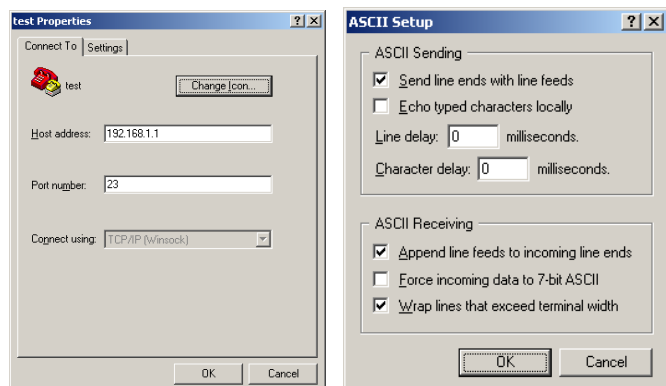 test Properties
Connect To
Settings
test
Change Icon...
Host address:
192.168.1.1
Port number:
23
Connect using:
TCP/IP (Winsock)
OK
Cancel
ASCII Setup
ASCII Sending
Send line ends with line feeds
Echo typed characters locally
Line delay: 0 milliseconds.
Character delay: 0 milliseconds.
ASCII Receiving
Append line feeds to incoming line ends
Force incoming data to 7-bit ASCII
Wrap lines that exceed terminal width
OK
Cancel